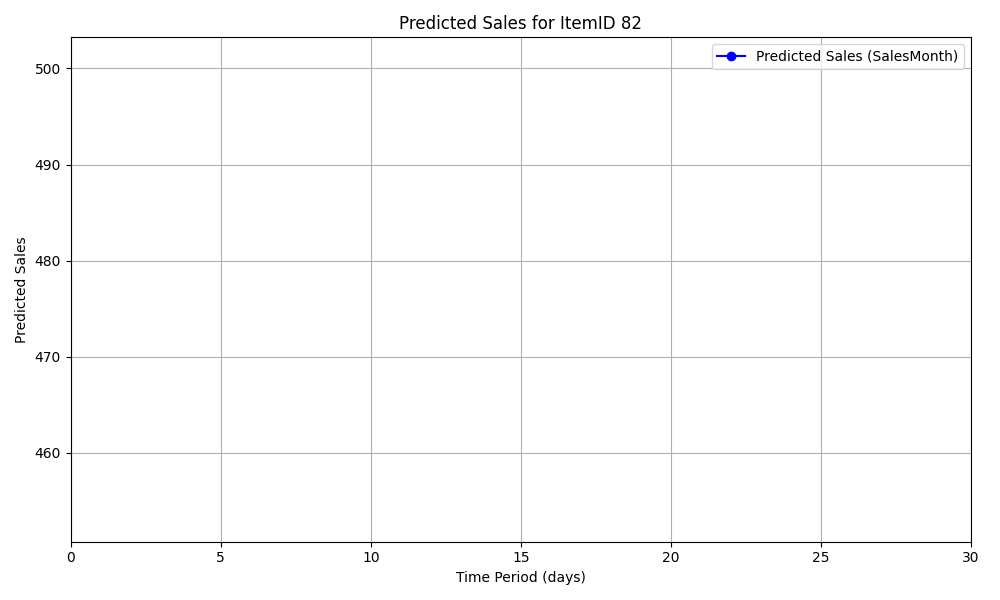 Predicted Sales for ItemID 82
Predicted Sales (SalesMonth)
500
490
480
470
460
Predicted Sales
0 5 10 15 20 25 30
Time Period (days)